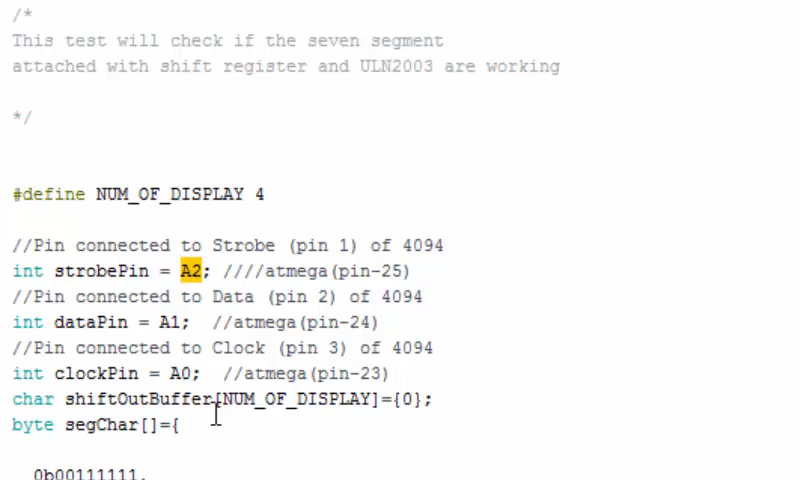 /*
This test will check if the seven segment
attached with shift register and ULN2003 are working
*/
#define NUM_OF_DISPLAY 4
//Pin connected to Strobe (pin 1) of 4094
int strobePin = A2; ////atmega(pin-25)
//Pin connected to Data (pin 2) of 4094
int dataPin = A1; //atmega(pin-24)
//Pin connected to Clock (pin 3) of 4094
int clockPin = A0; //atmega(pin-23)
char shiftOutBuffer[NUM_OF_DISPLAY]={0};
byte segChar[]={
0b00111111,